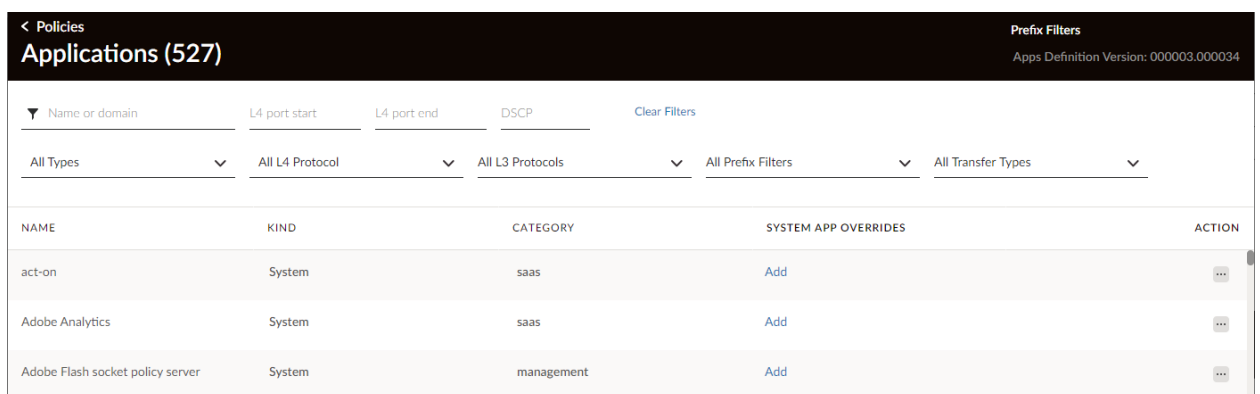 Policies
Prefix Filters
Applications (527)
Apps Definition Version: 000003.000034
Name or domain L4 port start L4 port end DSCP Clear Filters
All Types All L4 Protocol All L3 Protocols All Prefix Filters All Transfer Types
NAME KIND CATEGORY SYSTEM APP OVERRIDES ACTION
act-on System saas Add
Adobe Analytics System saas Add
Adobe Flash socket policy server System management Add